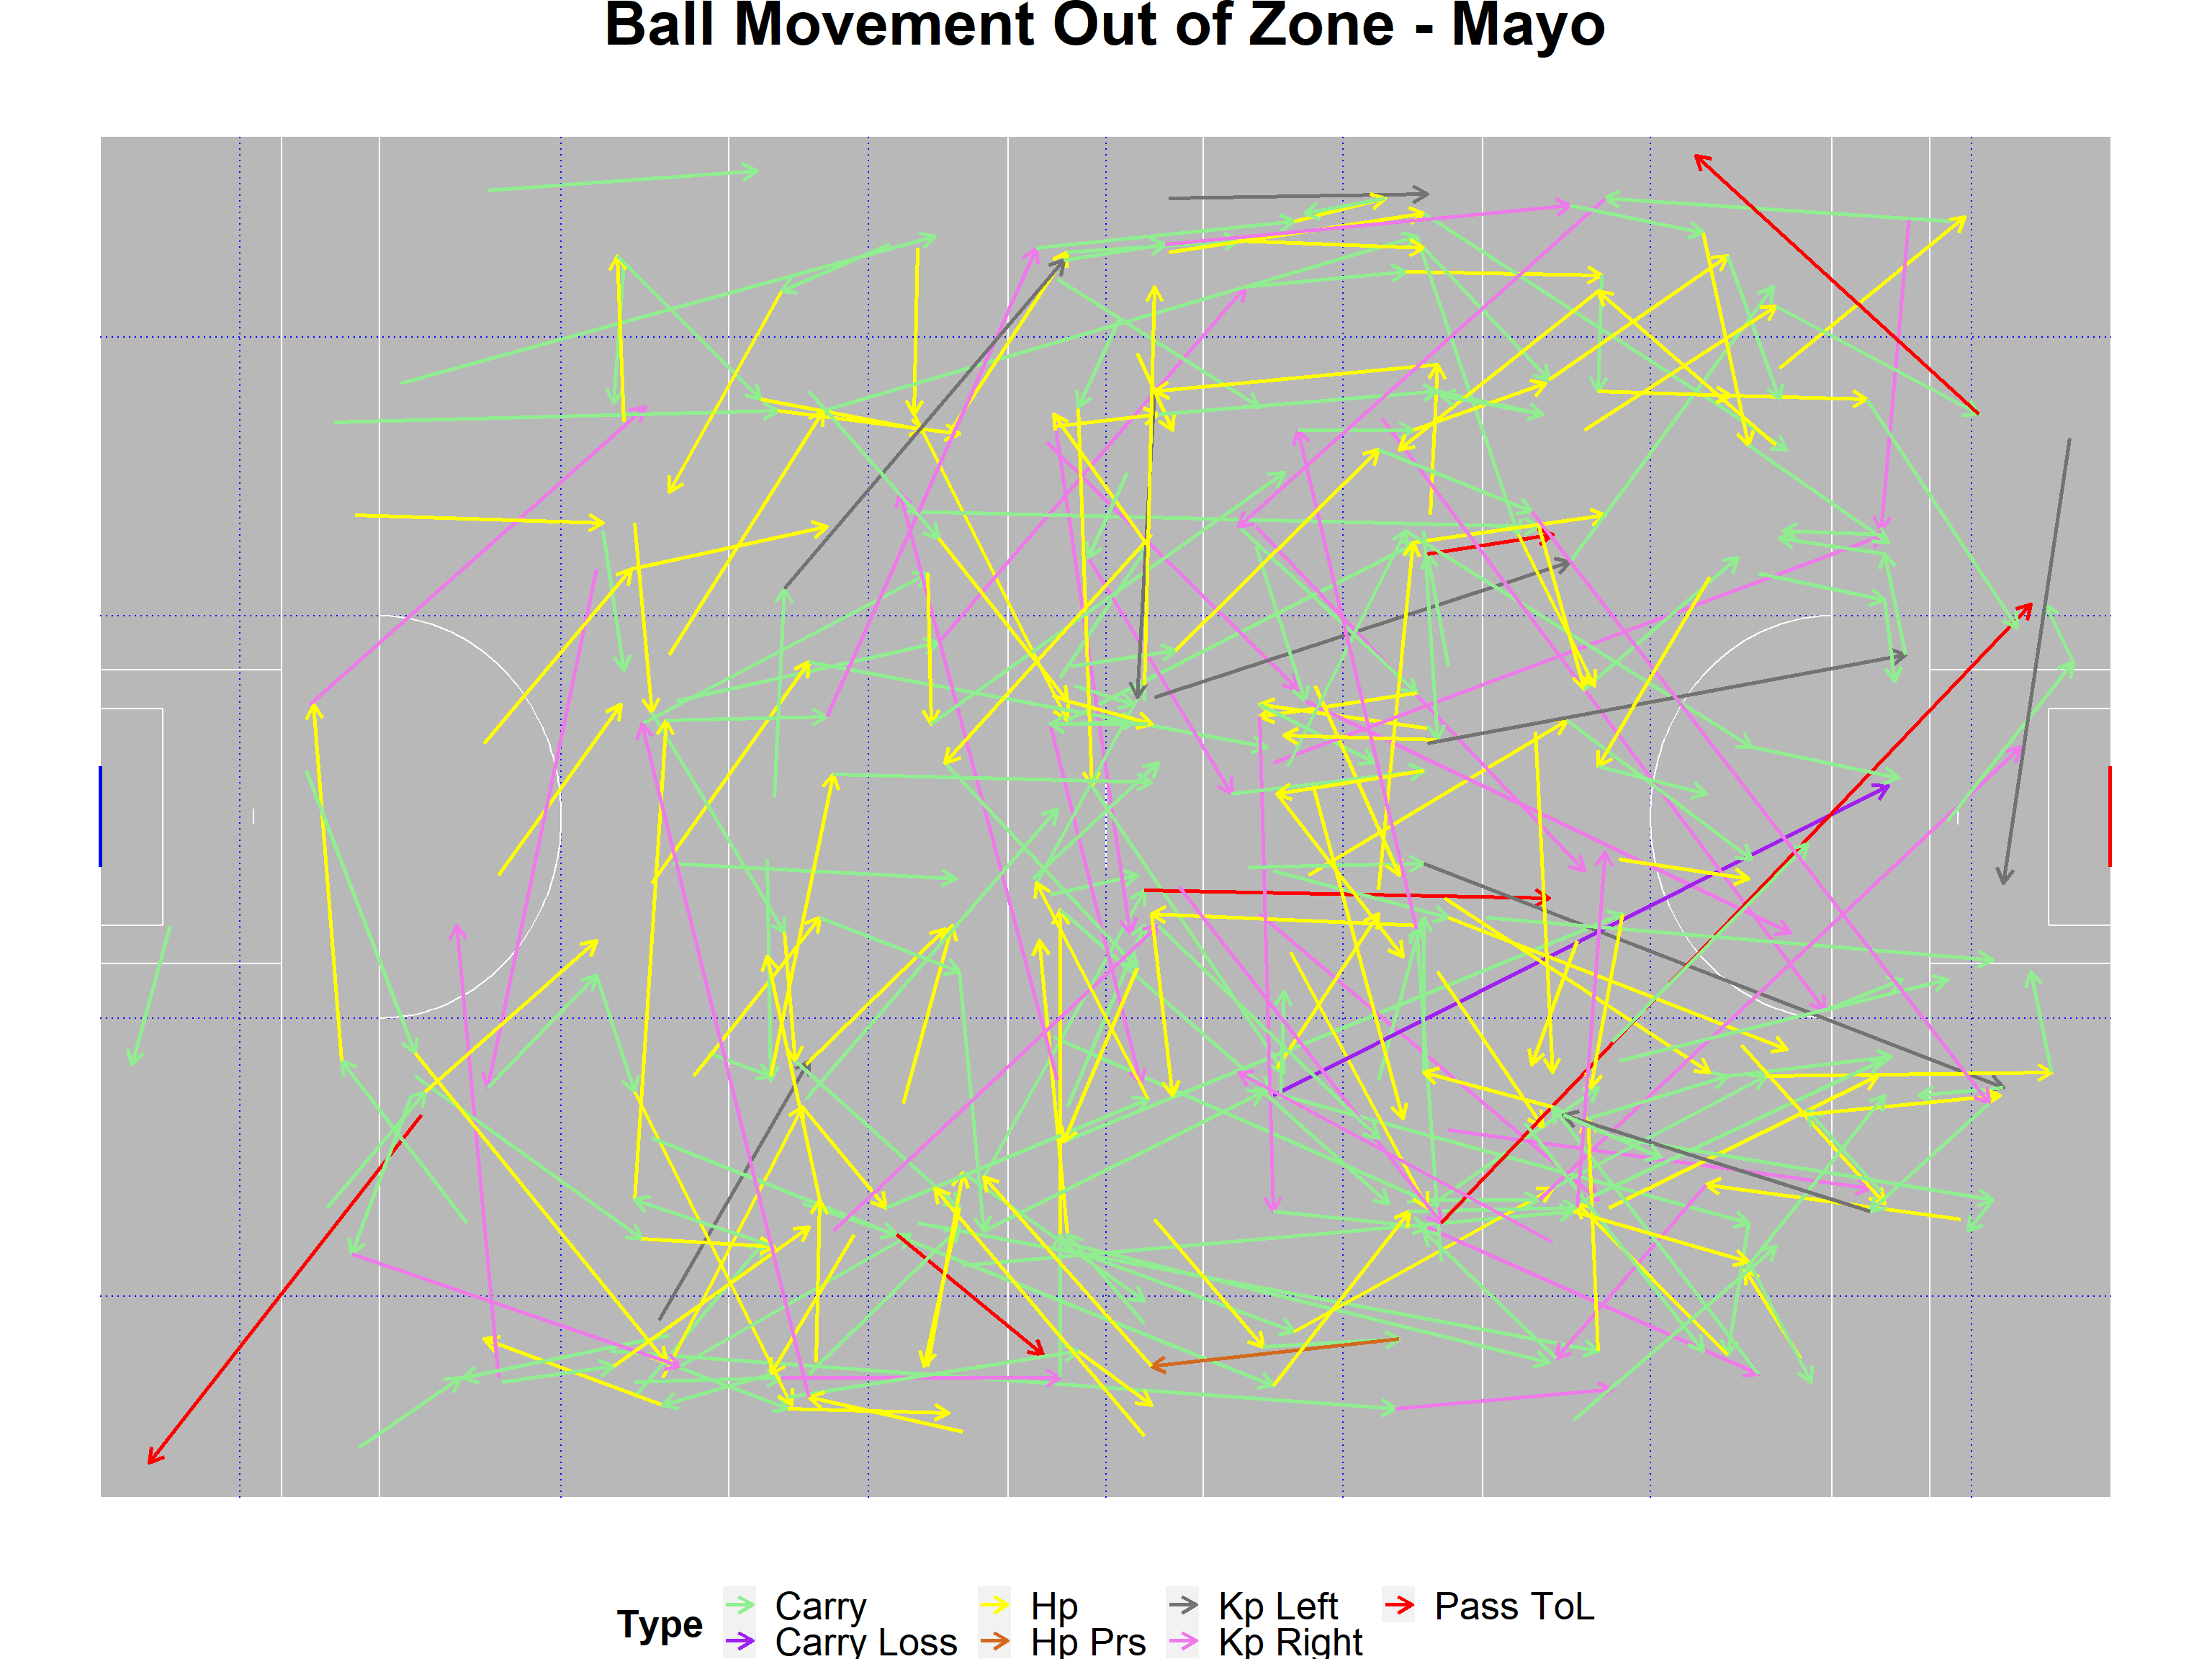 Ball Movement Out of Zone - Mayo
Type
Carry Hp Kp Left Pass ToL
Carry Loss Hp Prs Kp Right